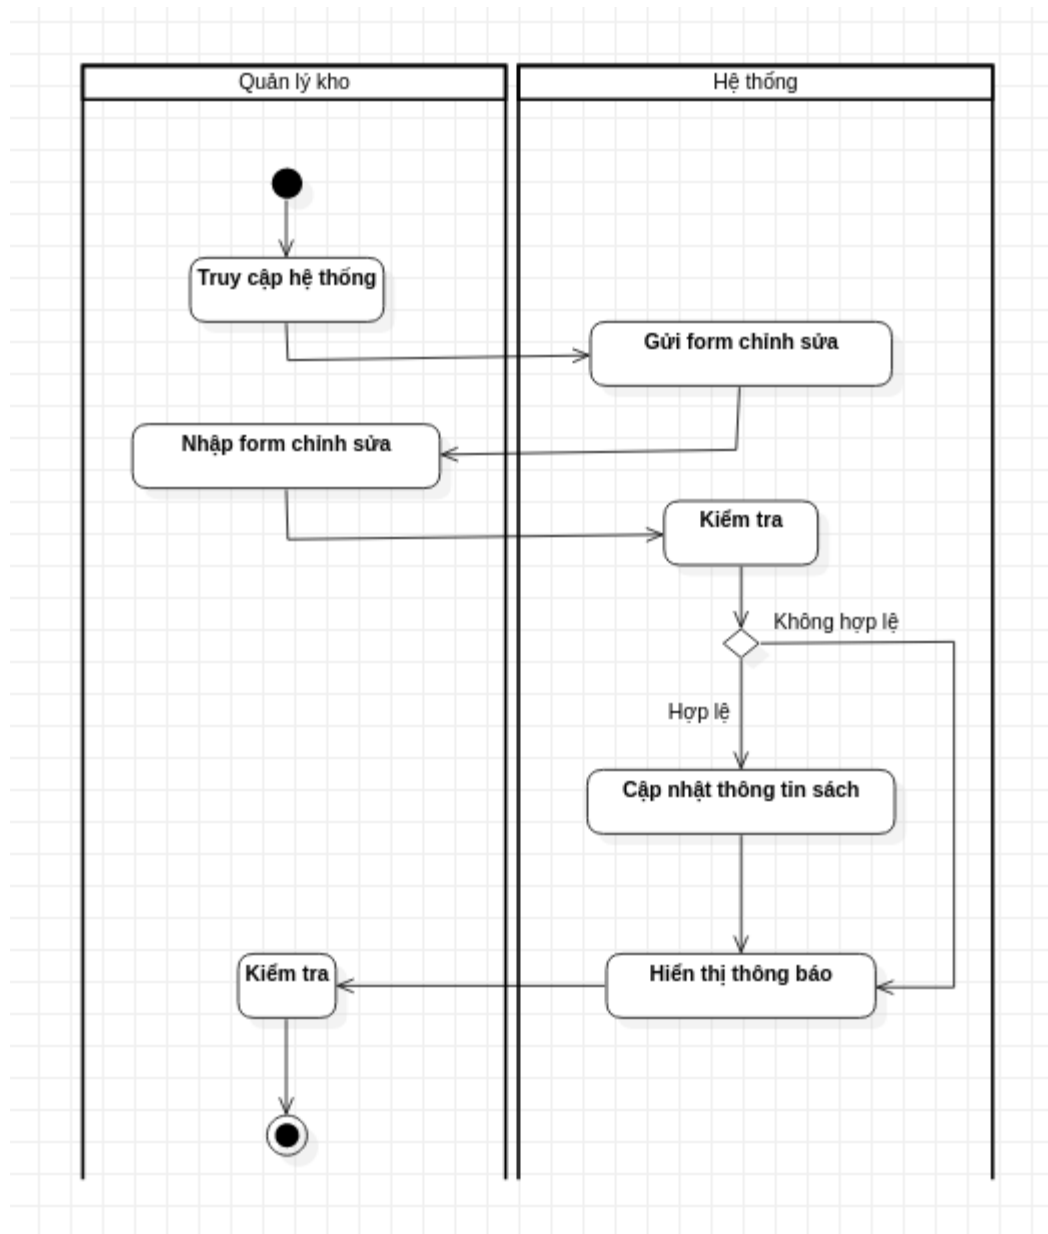 Quản lý kho
Hệ thống
Truy cập hệ thống
Gửi form chỉnh sửa
Nhập form chỉnh sửa
Kiểm tra
Không hợp lệ
Hợp lệ
Cập nhật thông tin sách
Kiểm tra
Hiển thị thông báo